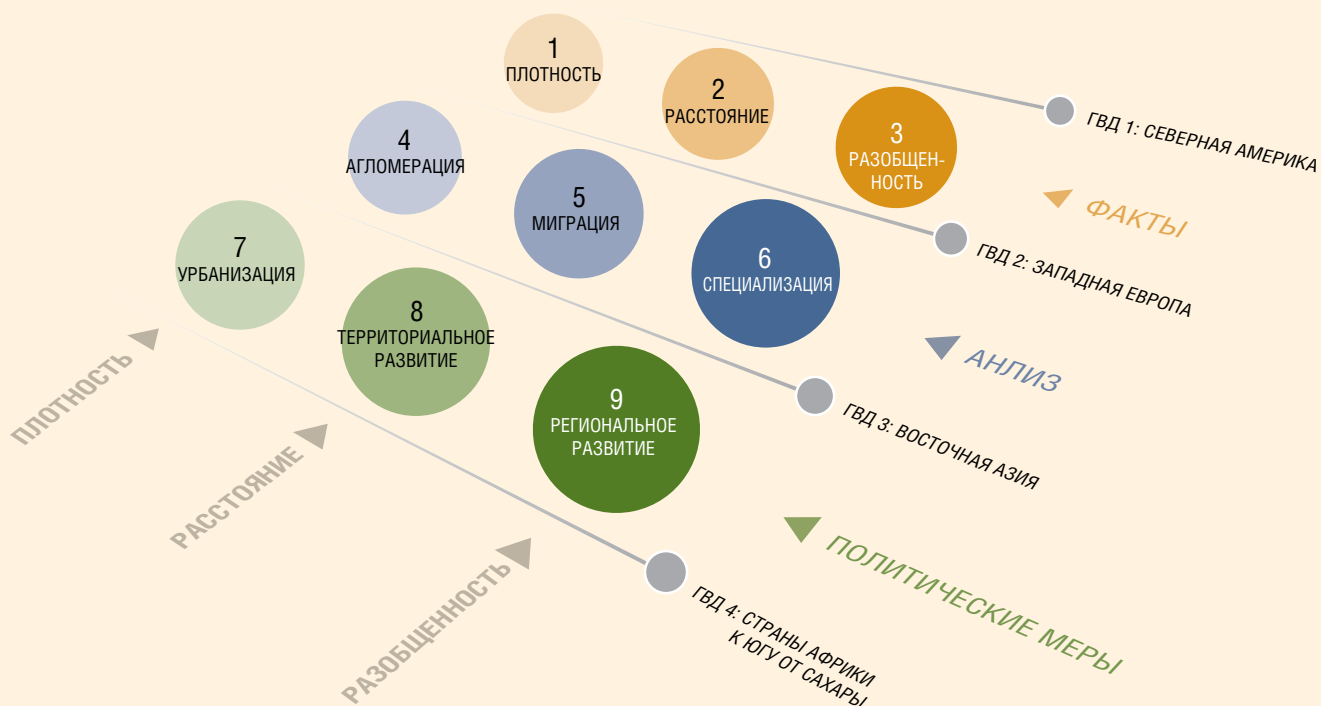 1
ПЛОТНОСТЬ
2
РАССТОЯНИЕ
3
РАЗОБЩЕН-
НОСТЬ
ГВД 1: СЕВЕРНАЯ АМЕРИКА
ФАКТЫ
4
АГЛОМЕРАЦИЯ
5
МИГРАЦИЯ
6
СПЕЦИАЛИЗАЦИЯ
ГВД 2: ЗАПАДНАЯ ЕВРОПА
АНЛИЗ
7
УРБАНИЗАЦИЯ
8
ТЕРРИТОРИАЛЬНОЕ
РАЗВИТИЕ
9
РЕГИОНАЛЬНОЕ
РАЗВИТИЕ
ГВД 3: ВОСТОЧНАЯ АЗИЯ
ПОЛИТИЧЕСКИЕ МЕРЫ
ПЛОТНОСТЬ
РАССТОЯНИЕ
РАЗОБЩЕННОСТЬ
ГВД 4: СТРАНЫ АФРИКИ
К ЮГУ ОТ САХАРЫ